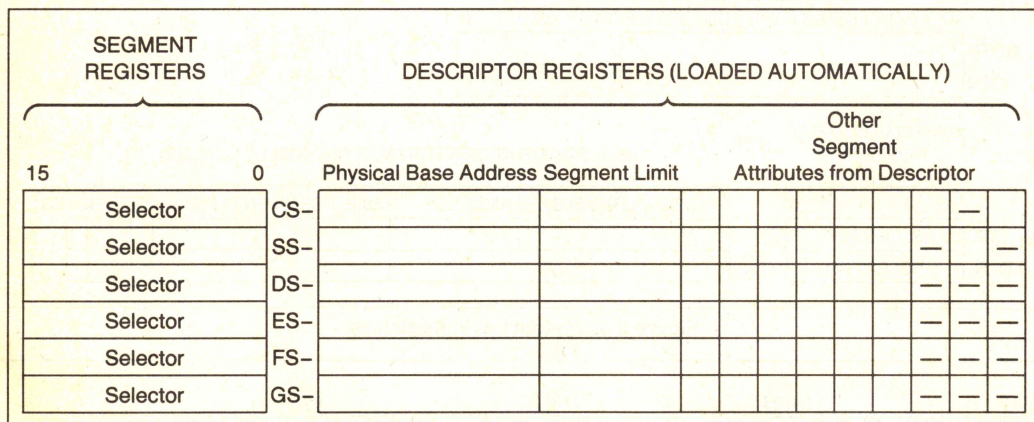 SEGMENT
REGISTERS
DESCRIPTOR REGISTERS (LOADED AUTOMATICALLY)
Other
Segment
15 0 Physical Base Address Segment Limit Attributes from Descriptor
Selector CS– —
Selector SS– — —
Selector DS– — — —
Selector ES– — — —
Selector FS– — — —
Selector GS– — — —